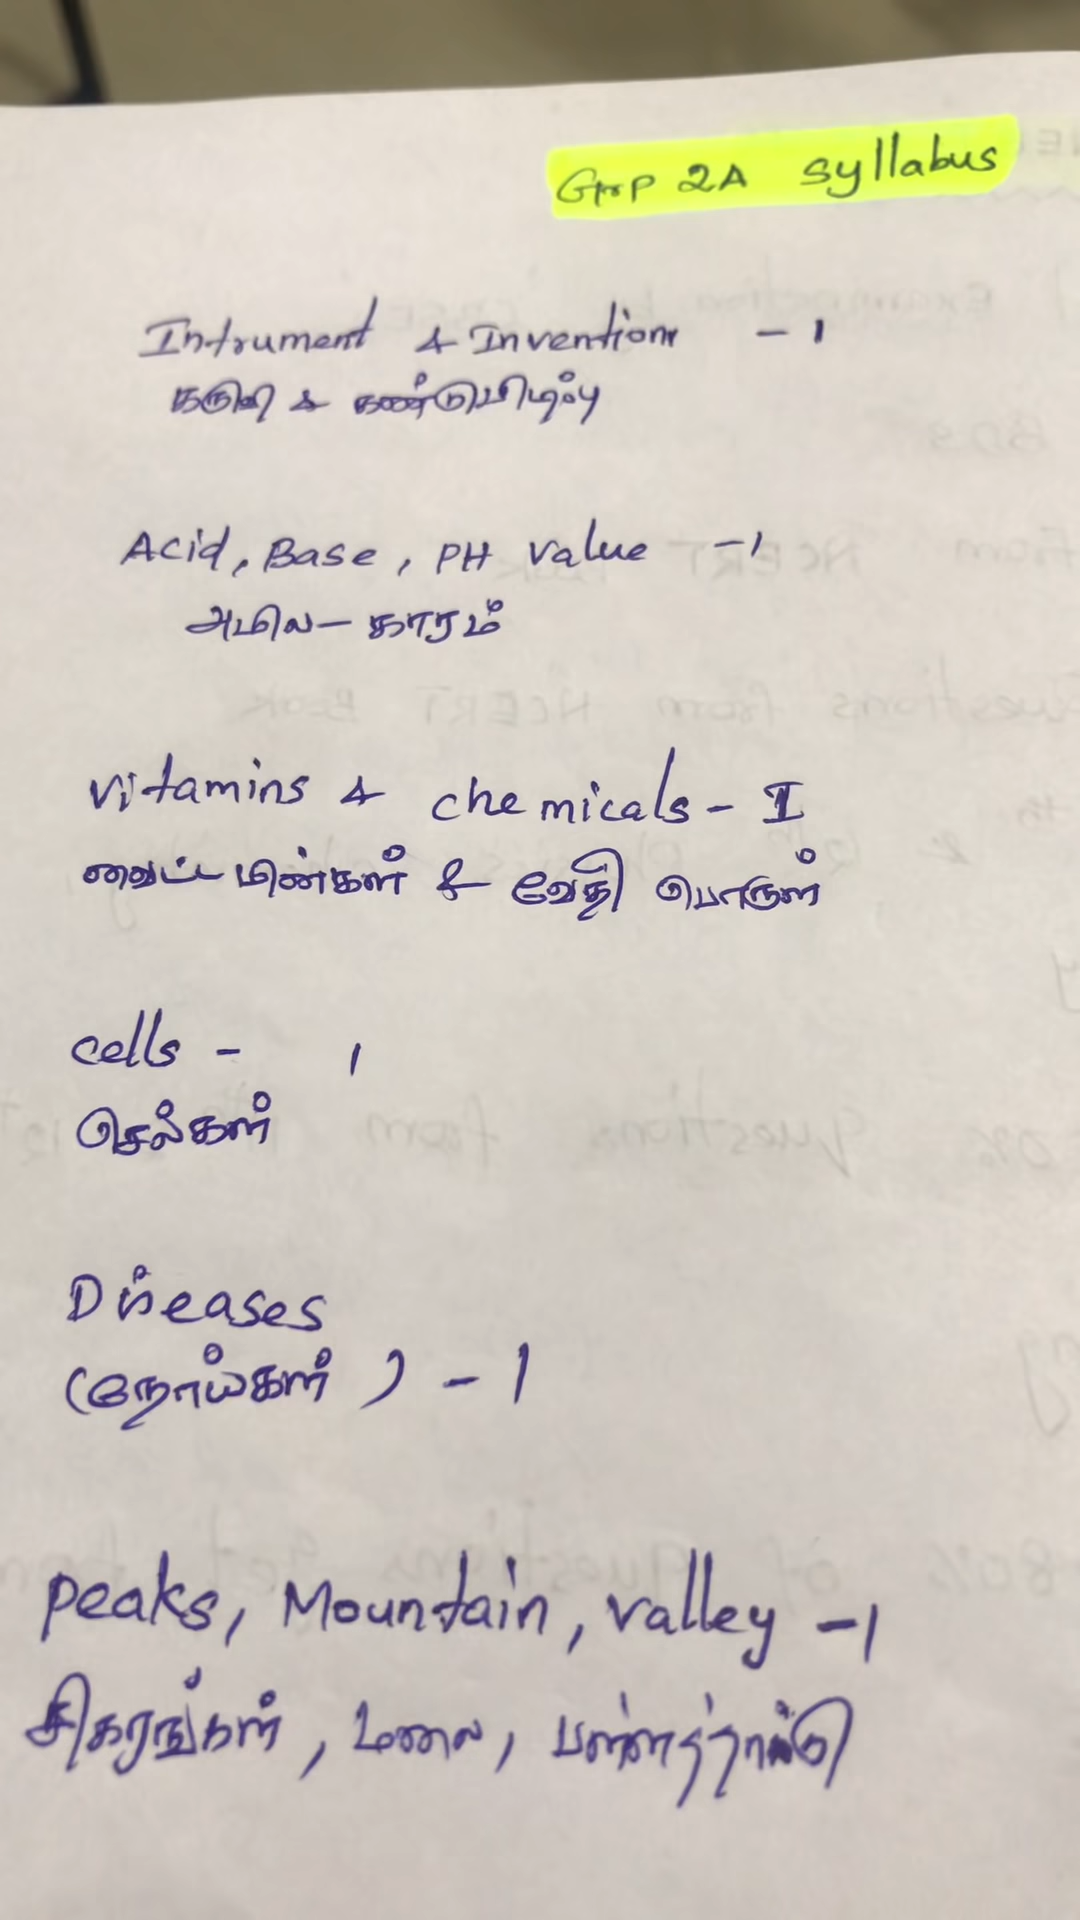 Grp 2A syllabus
Intrument & Invention - 1
கருவி & கண்டுபிடிப்பு
Acid, Base, PH value -1
அமில - காரம்
vitamins & chemicals - I
வைட்டமின்கள் & வேதி பொருள்
cells - 1
செல்கள்
Diseases
(நோய்கள்) - 1
Peaks, Mountain, valley -1
சிகரங்கள், மலை, பள்ளத்தாக்கு